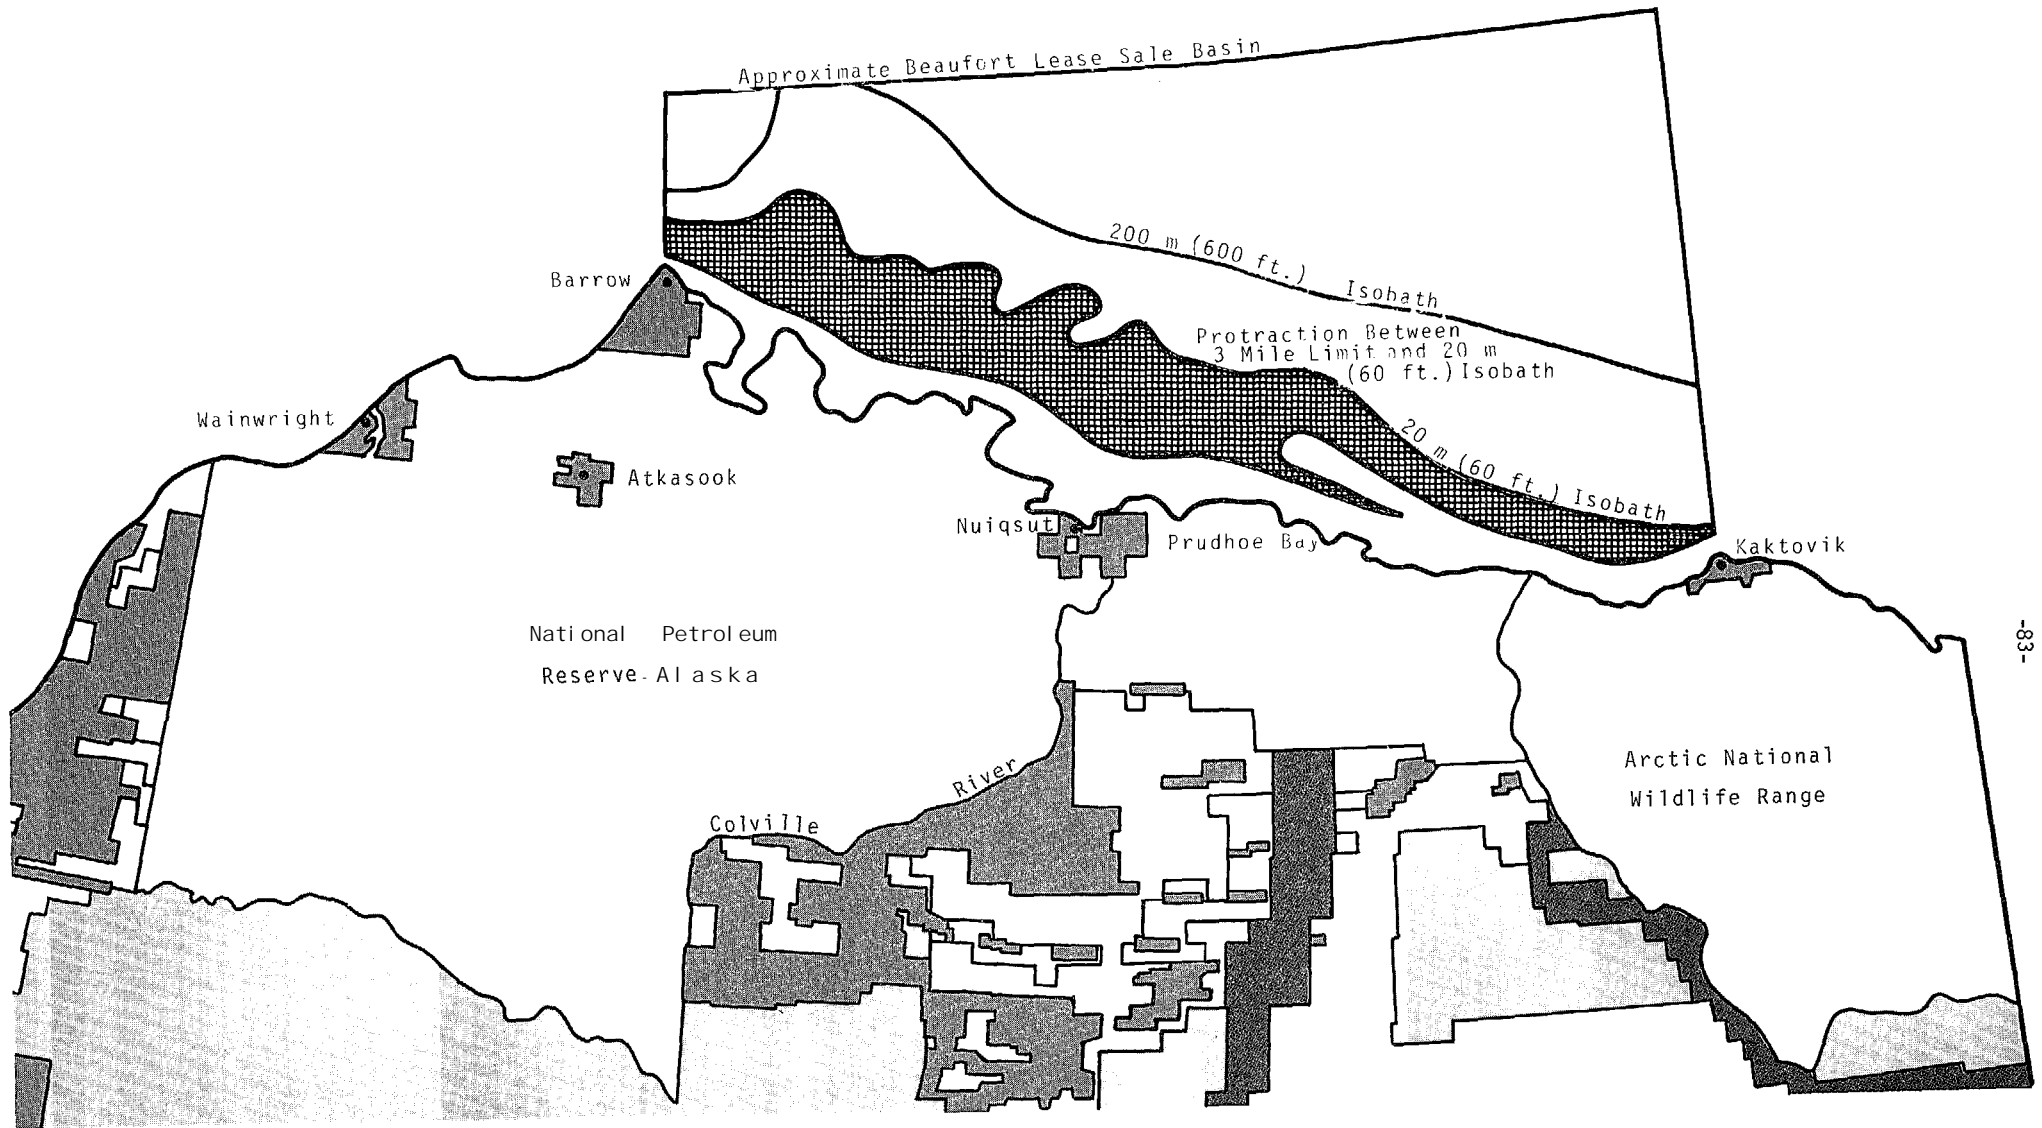 Approximate Beaufort Lease Sale Basin
200 m (600 ft.) Isobath
Barrow
Protraction Between
3 Mile Limit and 20 m
(60 ft.) Isobath
Wainwright
20 m (60 ft.) Isobath
Atkasook
Nuiqsut
Prudhoe Bay
Kaktovik
National Petroleum
Reserve-Alaska
-83-
Arctic National
Wildlife Range
River
Colville